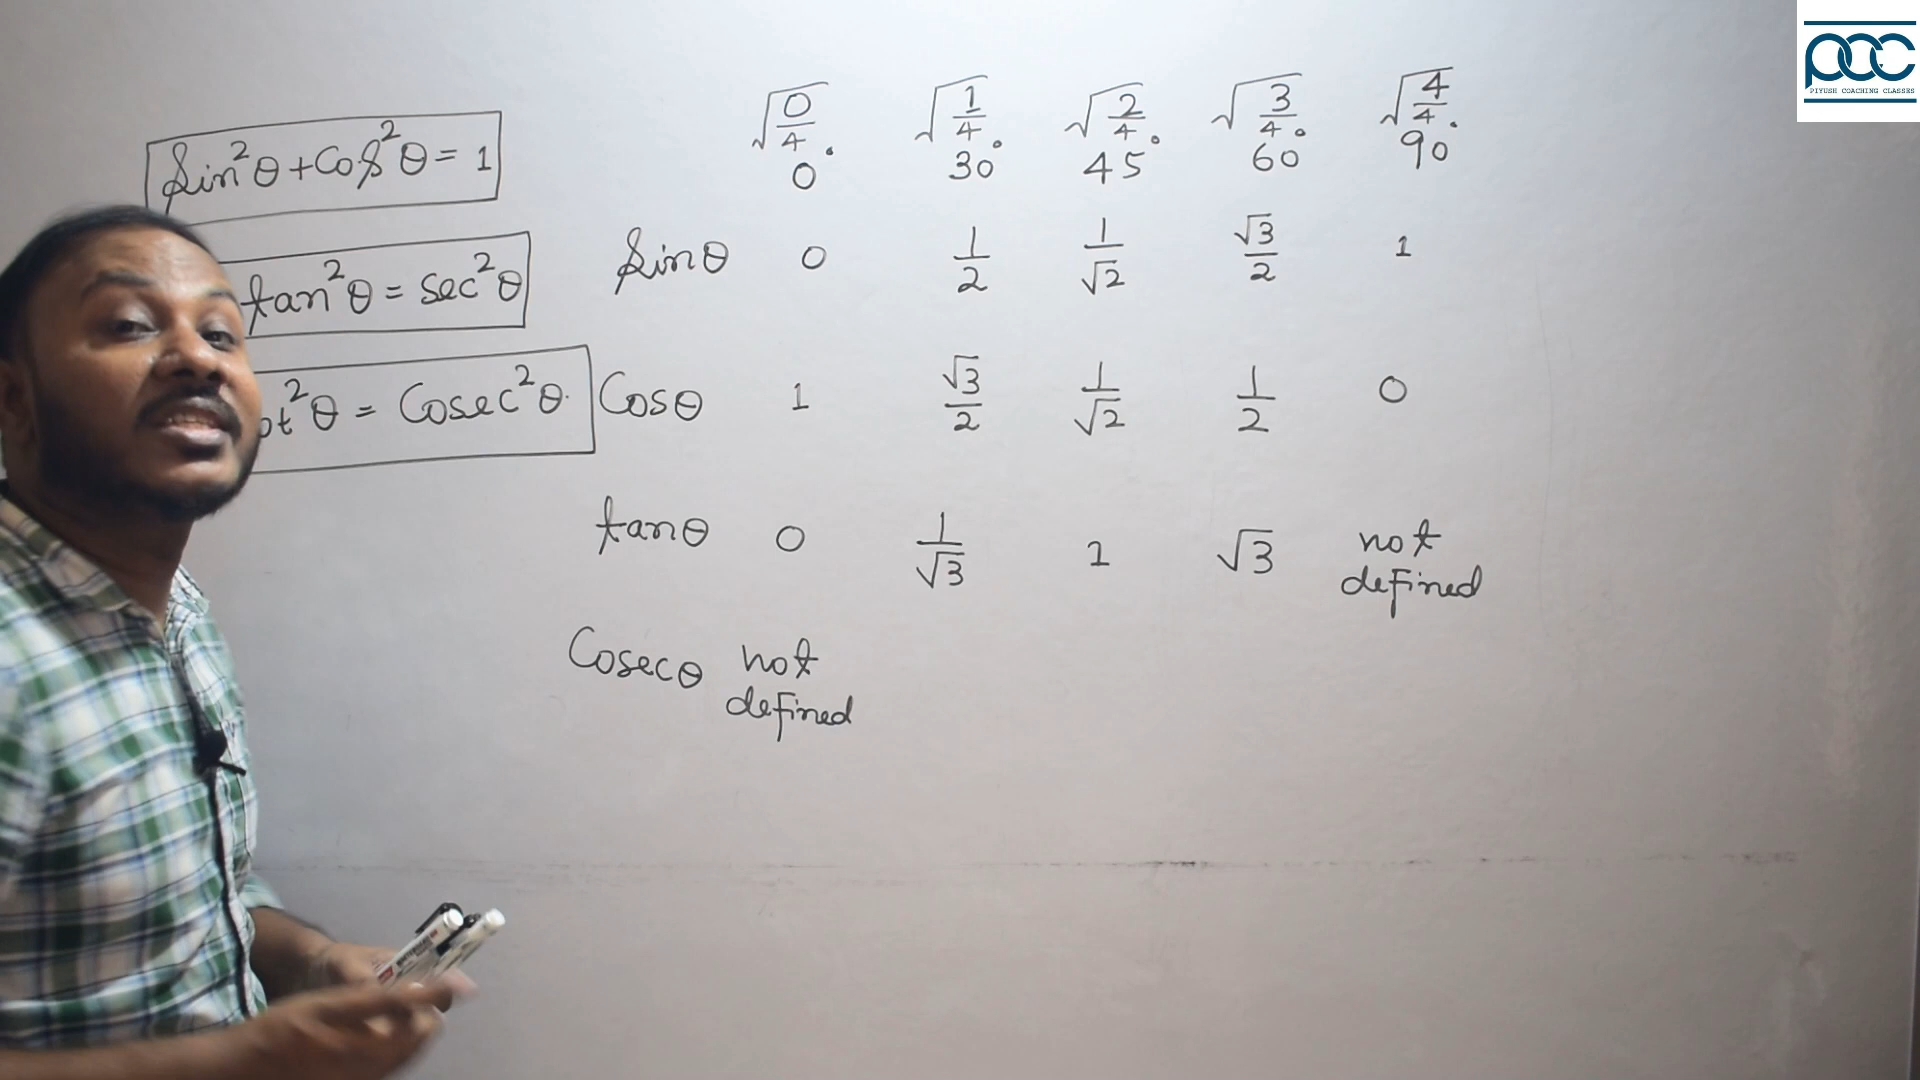 sin²θ+Cos²θ = 1
tan²θ = sec²θ
ot²θ = Cosec²θ
√0/4 √1/4 √2/4 √3/4 √4/4
0° 30° 45° 60° 90°
sinθ 0 1/2 1/√2 √3/2 1
Cosθ 1 √3/2 1/√2 1/2 0
tanθ 0 1/√3 1 √3 not defined
Cosecθ not defined
PCC
PIYUSH COACHING CLASSES